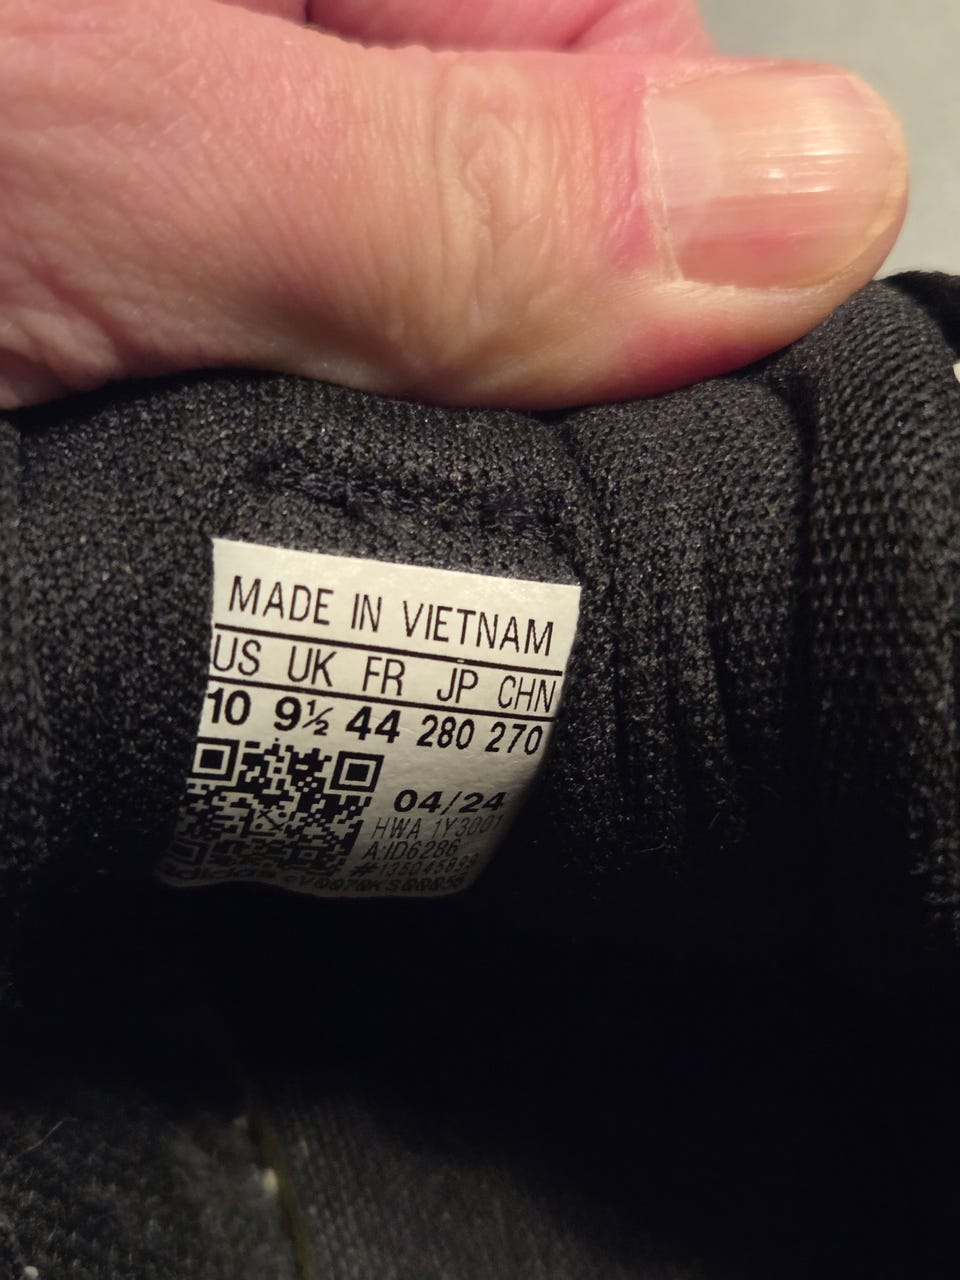 MADE IN VIETNAM
US UK FR JP CHN
10 9½ 44 280 270
04/24
HWA 1Y3001
A:ID6286
adidas